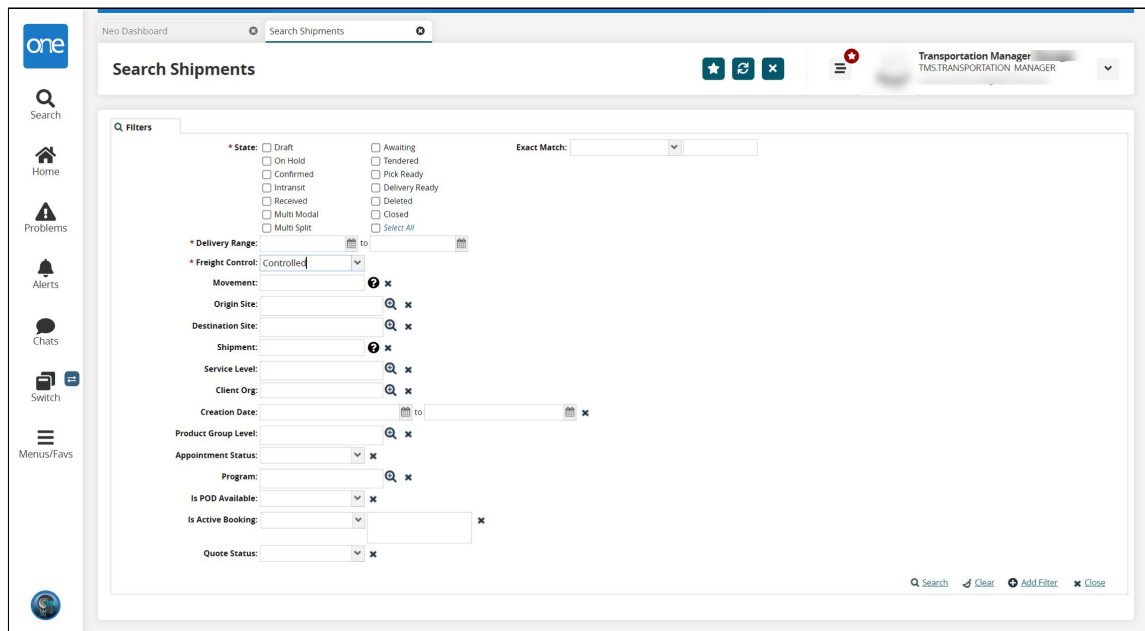 one
Neo Dashboard
Search Shipments
Search Shipments
Transportation Manager
TMS.TRANSPORTATION MANAGER
Search
Home
Problems
Alerts
Chats
Switch
Menus/Favs
Filters
* State: Draft Awaiting Exact Match:
On Hold Tendered
Confirmed Pick Ready
Intransit Delivery Ready
Received Deleted
Multi Modal Closed
Multi Split Select All
* Delivery Range: to
* Freight Control: Controlled
Movement:
Origin Site:
Destination Site:
Shipment:
Service Level:
Client Org:
Creation Date: to
Product Group Level:
Appointment Status:
Program:
Is POD Available:
Is Active Booking:
Quote Status:
Search Clear Add Filter Close